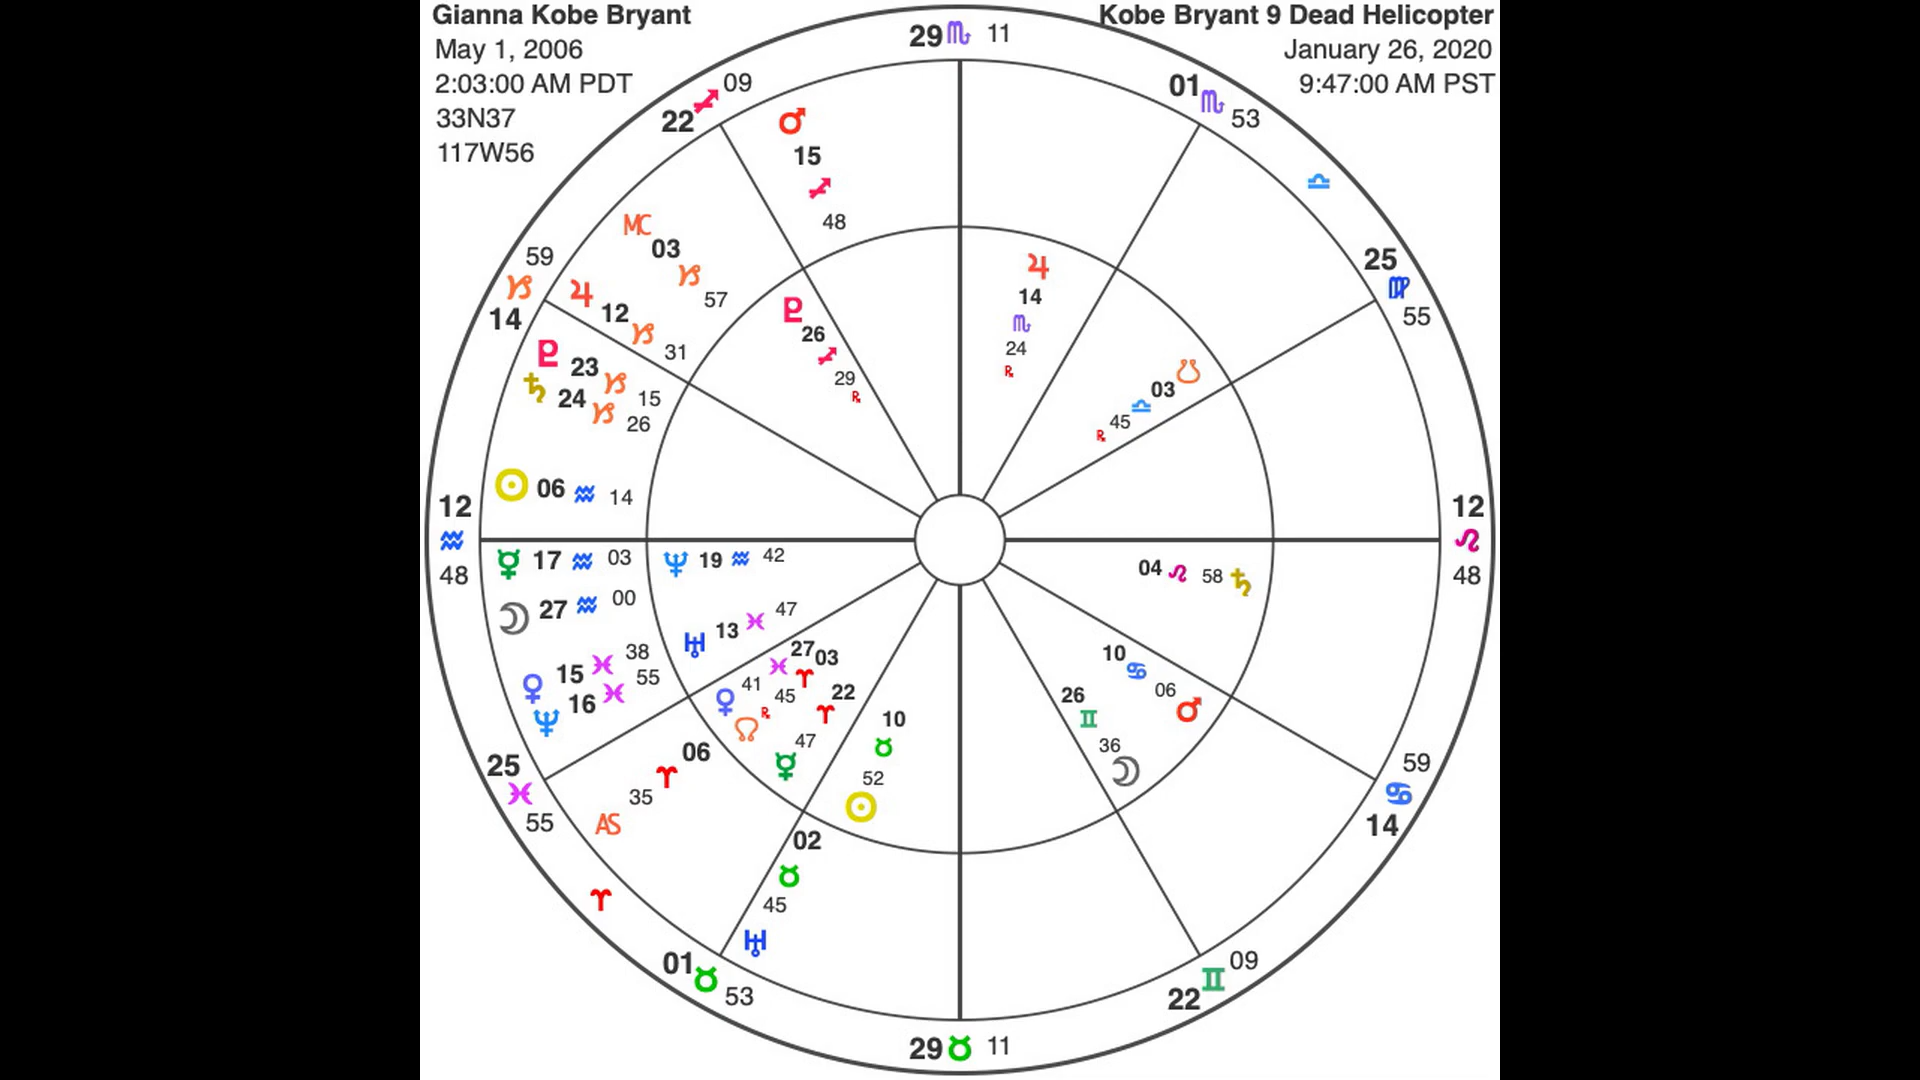 Gianna Kobe Bryant
May 1, 2006
2:03:00 AM PDT
33N37
117W56
Kobe Bryant 9 Dead Helicopter
January 26, 2020
9:47:00 AM PST
29 ♏ 11
01 ♏ 53
♎
25 ♍ 55
12 ♌ 48
59 ♋ 14
09 ♊ 22
29 ♉ 11
01 ♉ 53
♈
25 ♓ 55
12 ♒ 48
59 ♑ 14
22 ♐ 09
♂ 15 ♐ 48
MC 03 ♑ 57
♃ 12 ♑ 31
♇ 23 ♑ 15
♄ 24 ♑ 26
☉ 06 ♒ 14
☿ 17 ♒ 03
☽ 27 ♒ 00
♀ 15 ♓ 38
♆ 16 ♓ 55
06 ♈ 35 AS
02 ♉ 45 ♅
♇ 26 ♐ 29 ℞
♃ 14 ♏ 24 ℞
☋ 03 ♎ 45 ℞
♆ 19 ♒ 42
♅ 13 ♓ 47
27 ♓ 41 ♀
03 ♈ 45 ℞ ☊
22 ♈ 47 ☿
10 ♉ 52 ☉
04 ♌ 58 ♄
10 ♋ 06 ♂
26 ♊ 36 ☽